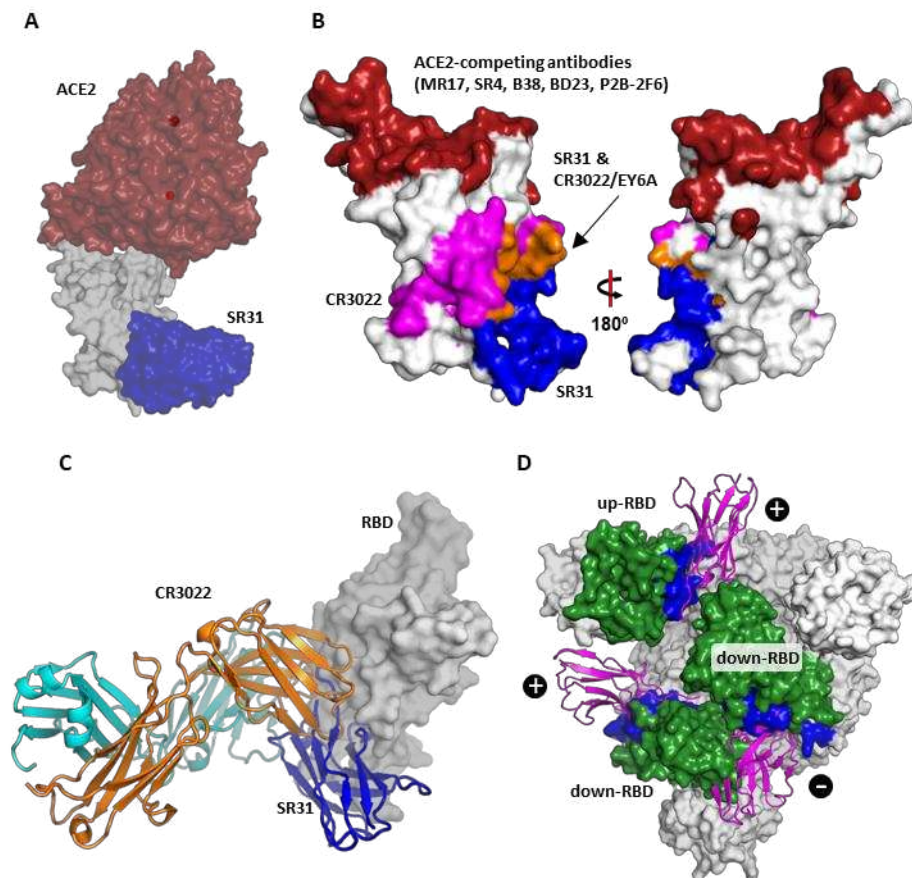 A
ACE2
SR31
B
ACE2-competing antibodies
(MR17, SR4, B38, BD23, P2B-2F6)
SR31 &
CR3022/EY6A
CR3022
180⁰
SR31
C
RBD
CR3022
SR31
D
up-RBD
+
down-RBD
+
down-RBD
−